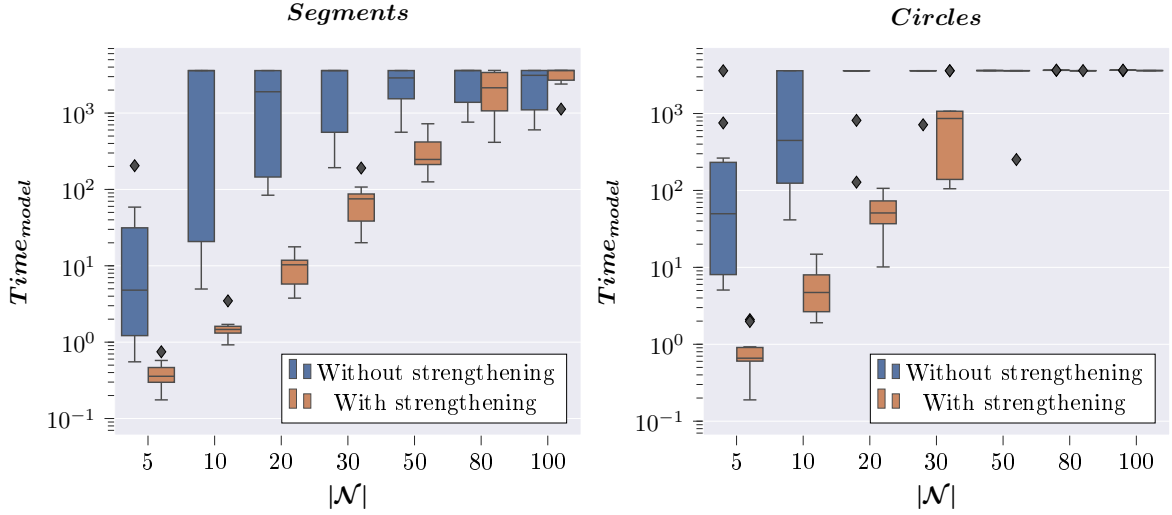 Segments
Time_model
10^3
10^2
10^1
10^0
10^−1
Without strengthening
With strengthening
5 10 20 30 50 80 100
|𝒩|
Circles
Time_model
10^3
10^2
10^1
10^0
10^−1
Without strengthening
With strengthening
5 10 20 30 50 80 100
|𝒩|